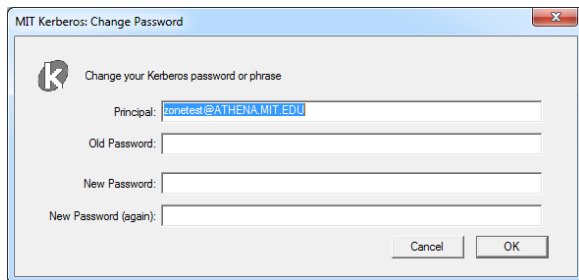 MIT Kerberos: Change Password
Change your Kerberos password or phrase
Principal: zonetest@ATHENA.MIT.EDU
Old Password:
New Password:
New Password (again):
Cancel OK